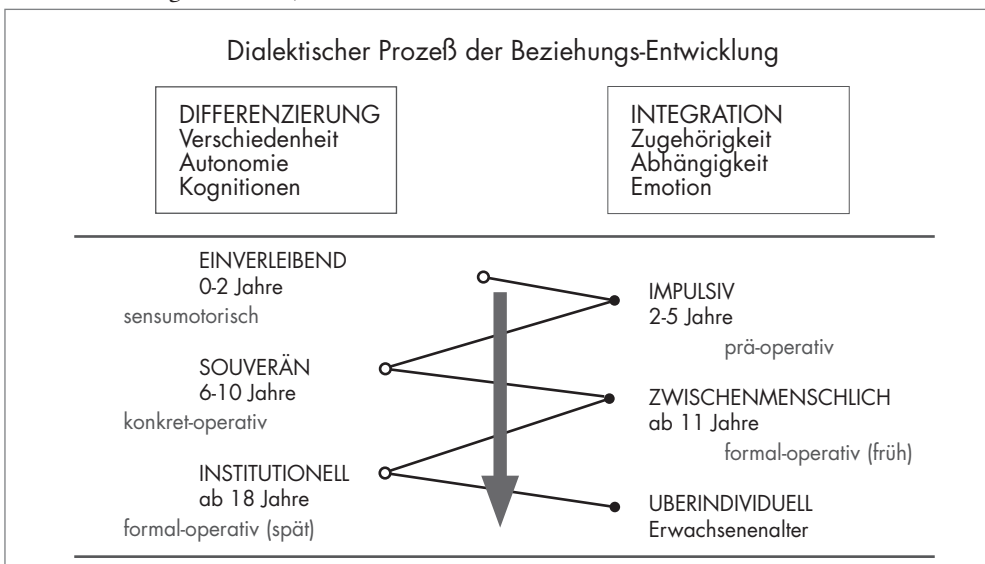 Dialektischer Prozeß der Beziehungs-Entwicklung
DIFFERENZIERUNG
Verschiedenheit
Autonomie
Kognitionen
INTEGRATION
Zugehörigkeit
Abhängigkeit
Emotion
EINVERLEIBEND
0-2 Jahre
sensumotorisch
IMPULSIV
2-5 Jahre
prä-operativ
SOUVERÄN
6-10 Jahre
konkret-operativ
ZWISCHENMENSCHLICH
ab 11 Jahre
formal-operativ (früh)
INSTITUTIONELL
ab 18 Jahre
formal-operativ (spät)
UBERINDIVIDUELL
Erwachsenenalter